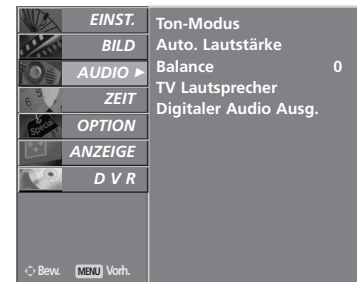 EINST.
BILD
AUDIO ►
ZEIT
OPTION
ANZEIGE
D V R
Ton-Modus
Auto. Lautstärke
Balance 0
TV Lautsprecher
Digitaler Audio Ausg.
Special
Bew. MENU Vorh.